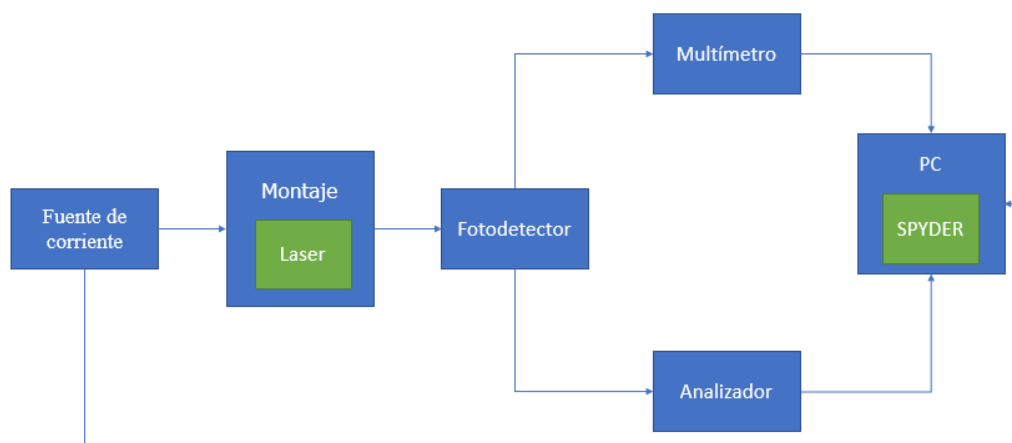 Multímetro
PC
SPYDER
Montaje
Laser
Fuente de
corriente
Fotodetector
Analizador